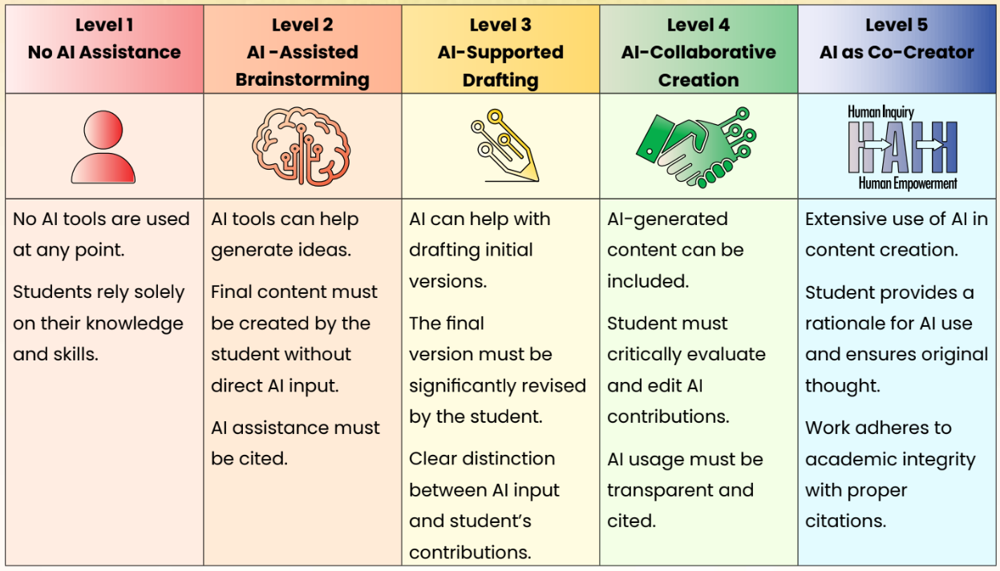 Level 1
No AI Assistance
Level 2
AI -Assisted
Brainstorming
Level 3
AI-Supported
Drafting
Level 4
AI-Collaborative
Creation
Level 5
AI as Co-Creator
Human Inquiry
HAIH
Human Empowerment
No AI tools are used
at any point.
Students rely solely
on their knowledge
and skills.
AI tools can help
generate ideas.
Final content must
be created by the
student without
direct AI input.
AI assistance must
be cited.
AI can help with
drafting initial
versions.
The final
version must be
significantly revised
by the student.
Clear distinction
between AI input
and student’s
contributions.
AI-generated
content can be
included.
Student must
critically evaluate
and edit AI
contributions.
AI usage must be
transparent and
cited.
Extensive use of AI in
content creation.
Student provides a
rationale for AI use
and ensures original
thought.
Work adheres to
academic integrity
with proper
citations.